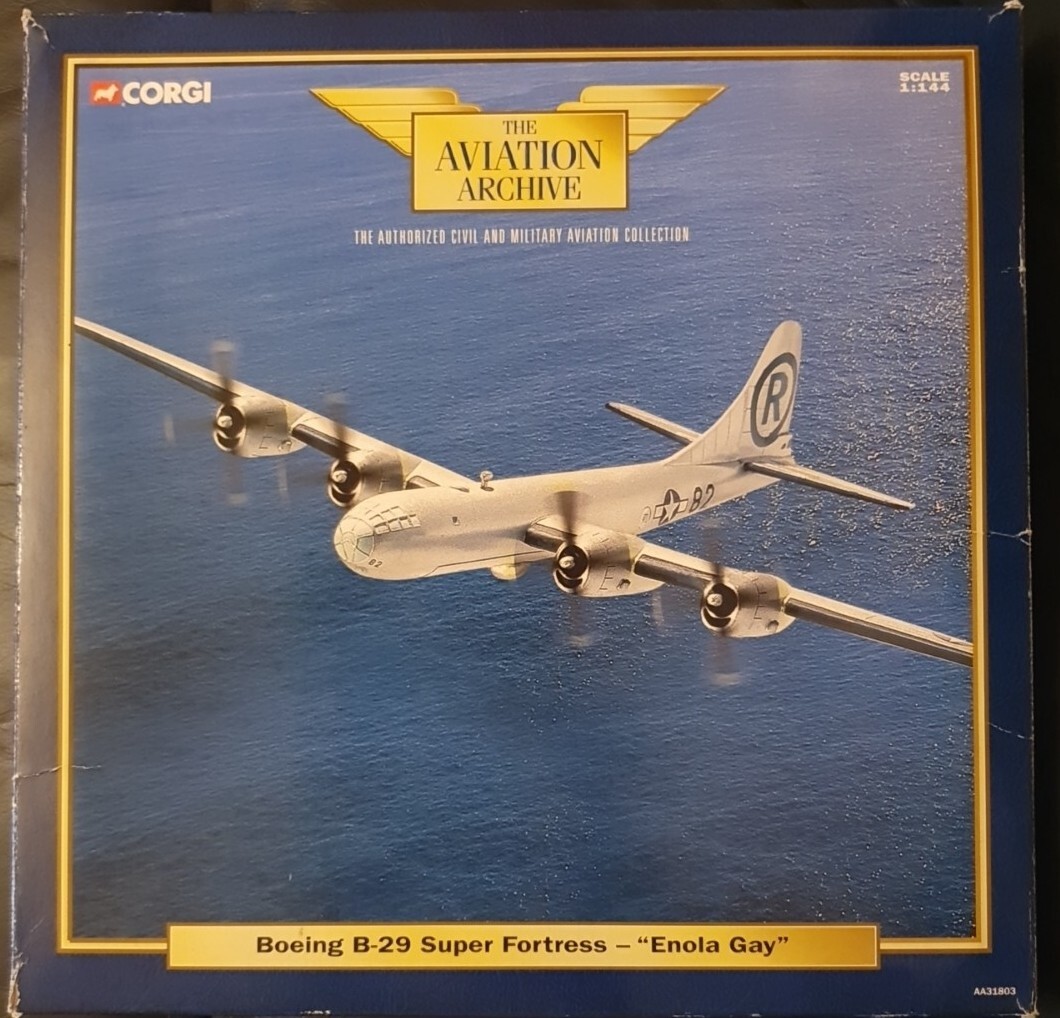 CORGI
SCALE
1:144
THE
AVIATION
ARCHIVE
THE AUTHORIZED CIVIL AND MILITARY AVIATION COLLECTION
R
82
82
Boeing B-29 Super Fortress – “Enola Gay”
AA31803